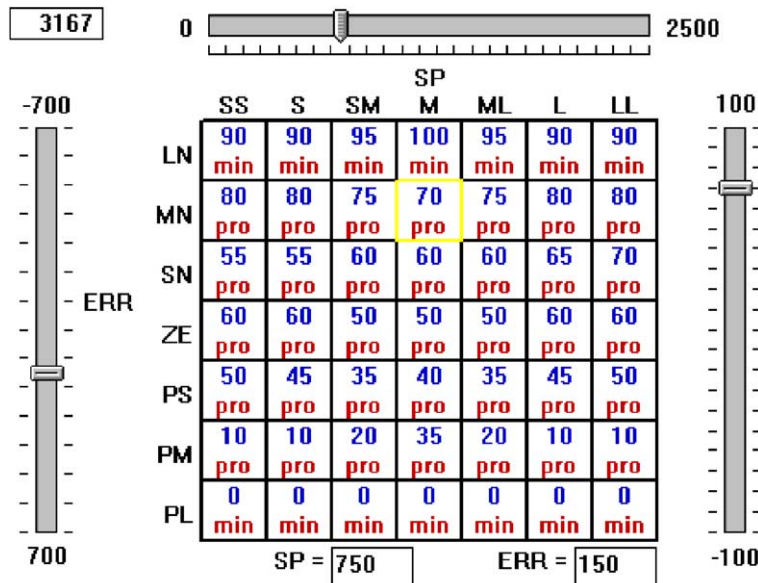 3167
0 2500
SP
-700 SS S SM M ML L LL 100
LN 90 90 95 100 95 90 90
min min min min min min min
MN 80 80 75 70 75 80 80
pro pro pro pro pro pro pro
SN 55 55 60 60 60 65 70
pro pro pro pro pro pro pro
ERR
ZE 60 60 50 50 50 60 60
pro pro pro pro pro pro pro
PS 50 45 35 40 35 45 50
pro pro pro pro pro pro pro
PM 10 10 20 35 20 10 10
pro pro pro pro pro pro pro
PL 0 0 0 0 0 0 0
min min min min min min min
700 SP = 750 ERR = 150 -100